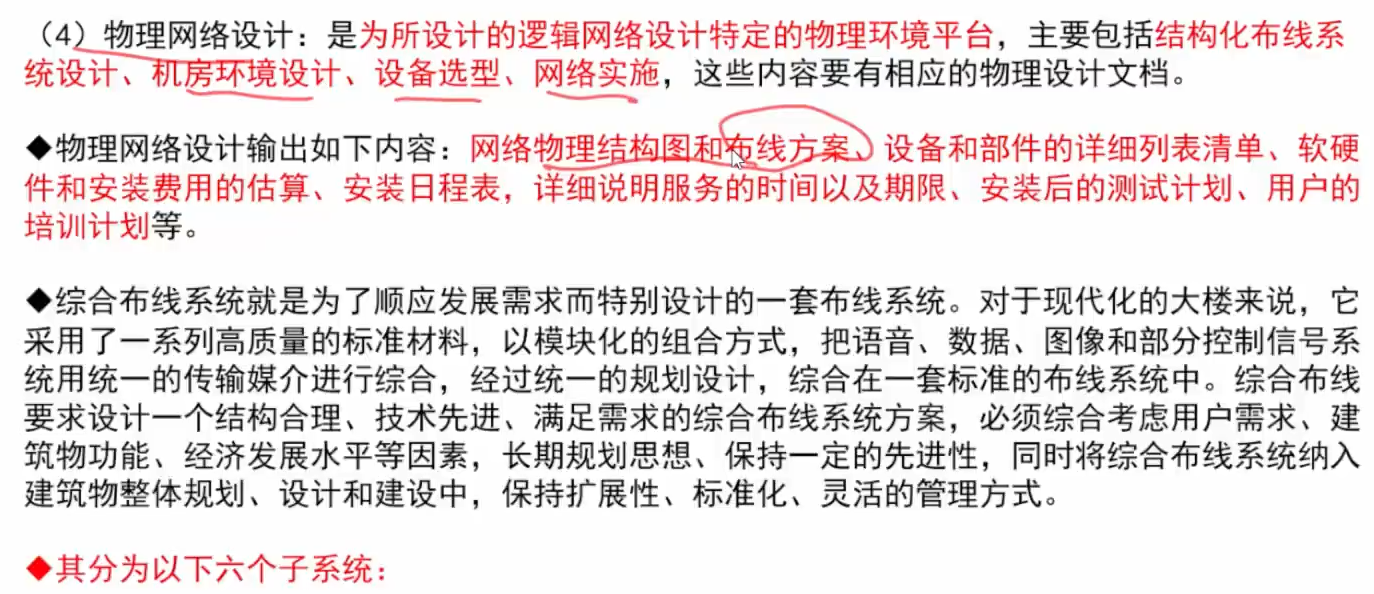 （4）物理网络设计：是为所设计的逻辑网络设计特定的物理环境平台，主要包括结构化布线系
统设计、机房环境设计、设备选型、网络实施，这些内容要有相应的物理设计文档。
◆物理网络设计输出如下内容：网络物理结构图和布线方案、设备和部件的详细列表清单、软硬
件和安装费用的估算、安装日程表，详细说明服务的时间以及期限、安装后的测试计划、用户的
培训计划等。
◆综合布线系统就是为了顺应发展需求而特别设计的一套布线系统。对于现代化的大楼来说，它
采用了一系列高质量的标准材料，以模块化的组合方式，把语音、数据、图像和部分控制信号系
统用统一的传输媒介进行综合，经过统一的规划设计，综合在一套标准的布线系统中。综合布线
要求设计一个结构合理、技术先进、满足需求的综合布线系统方案，必须综合考虑用户需求、建
筑物功能、经济发展水平等因素，长期规划思想、保持一定的先进性，同时将综合布线系统纳入
建筑物整体规划、设计和建设中，保持扩展性、标准化、灵活的管理方式。
◆其分为以下六个子系统：